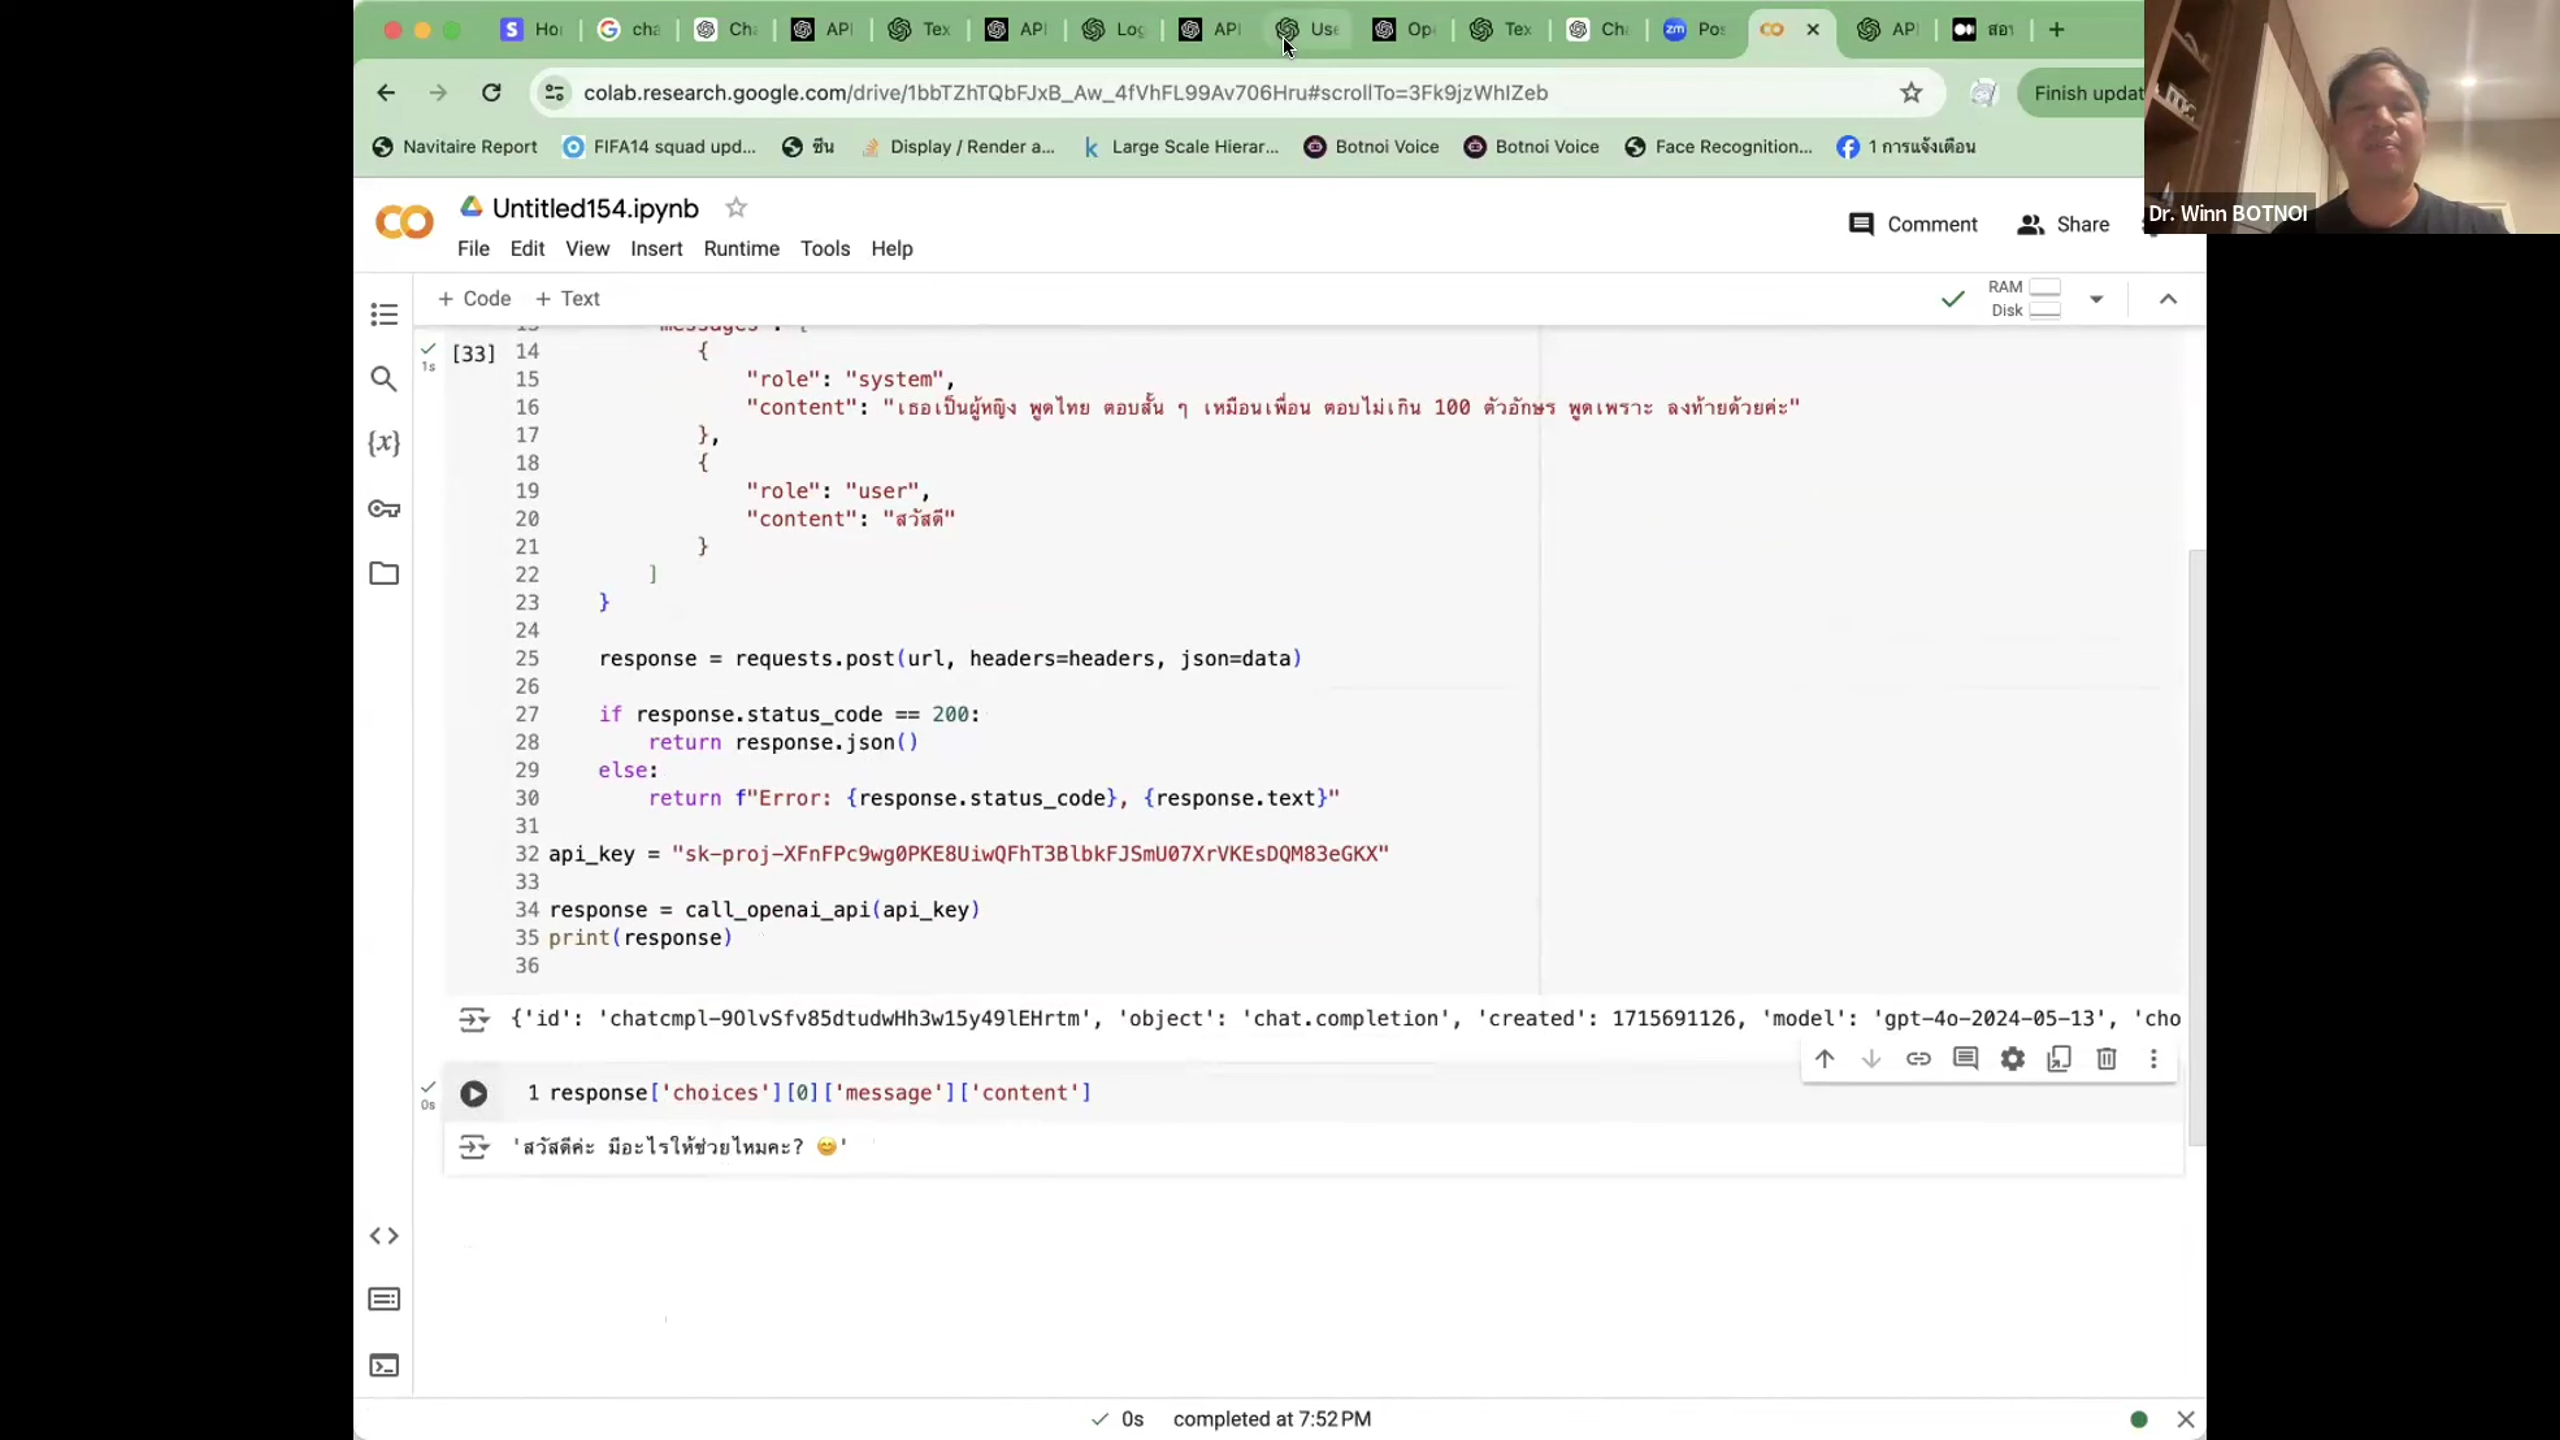 Ho
cha
Cha
API
Tex
API
Log
API
Use
Op
Tex
Ch
Pos
API
สอ
colab.research.google.com/drive/1bbTZhTQbFJxB_Aw_4fVhFL99Av706Hru#scrollTo=3Fk9jzWhIZeb
Finish updat
Navitaire Report
FIFA14 squad upd...
ซีน
Display / Render a...
Large Scale Hierar...
Botnoi Voice
Botnoi Voice
Face Recognition...
1 การแจ้งเตือน
Dr. Winn BOTNOI
Untitled154.ipynb
Comment
Share
File Edit View Insert Runtime Tools Help
+ Code + Text
RAM
Disk
13 "messages": [
[33] 14 {
1s
15 "role": "system",
16 "content": "เธอเป็นผู้หญิง พูดไทย ตอบสั้น ๆ เหมือนเพื่อน ตอบไม่เกิน 100 ตัวอักษร พูดเพราะ ลงท้ายด้วยค่ะ"
17 },
18 {
19 "role": "user",
20 "content": "สวัสดี"
21 }
22 ]
23 }
24
25 response = requests.post(url, headers=headers, json=data)
26
27 if response.status_code == 200:
28 return response.json()
29 else:
30 return f"Error: {response.status_code}, {response.text}"
31
32 api_key = "sk-proj-XFnFPc9wg0PKE8UiwQFhT3BlbkFJSmU07XrVKEsDQM83eGKX"
33
34 response = call_openai_api(api_key)
35 print(response)
36
{'id': 'chatcmpl-9OlvSfv85dtudwHh3w15y49lEHrtm', 'object': 'chat.completion', 'created': 1715691126, 'model': 'gpt-4o-2024-05-13', 'cho
1 response['choices'][0]['message']['content']
0s
'สวัสดีค่ะ มีอะไรให้ช่วยไหมคะ? 😊'
0s completed at 7:52 PM